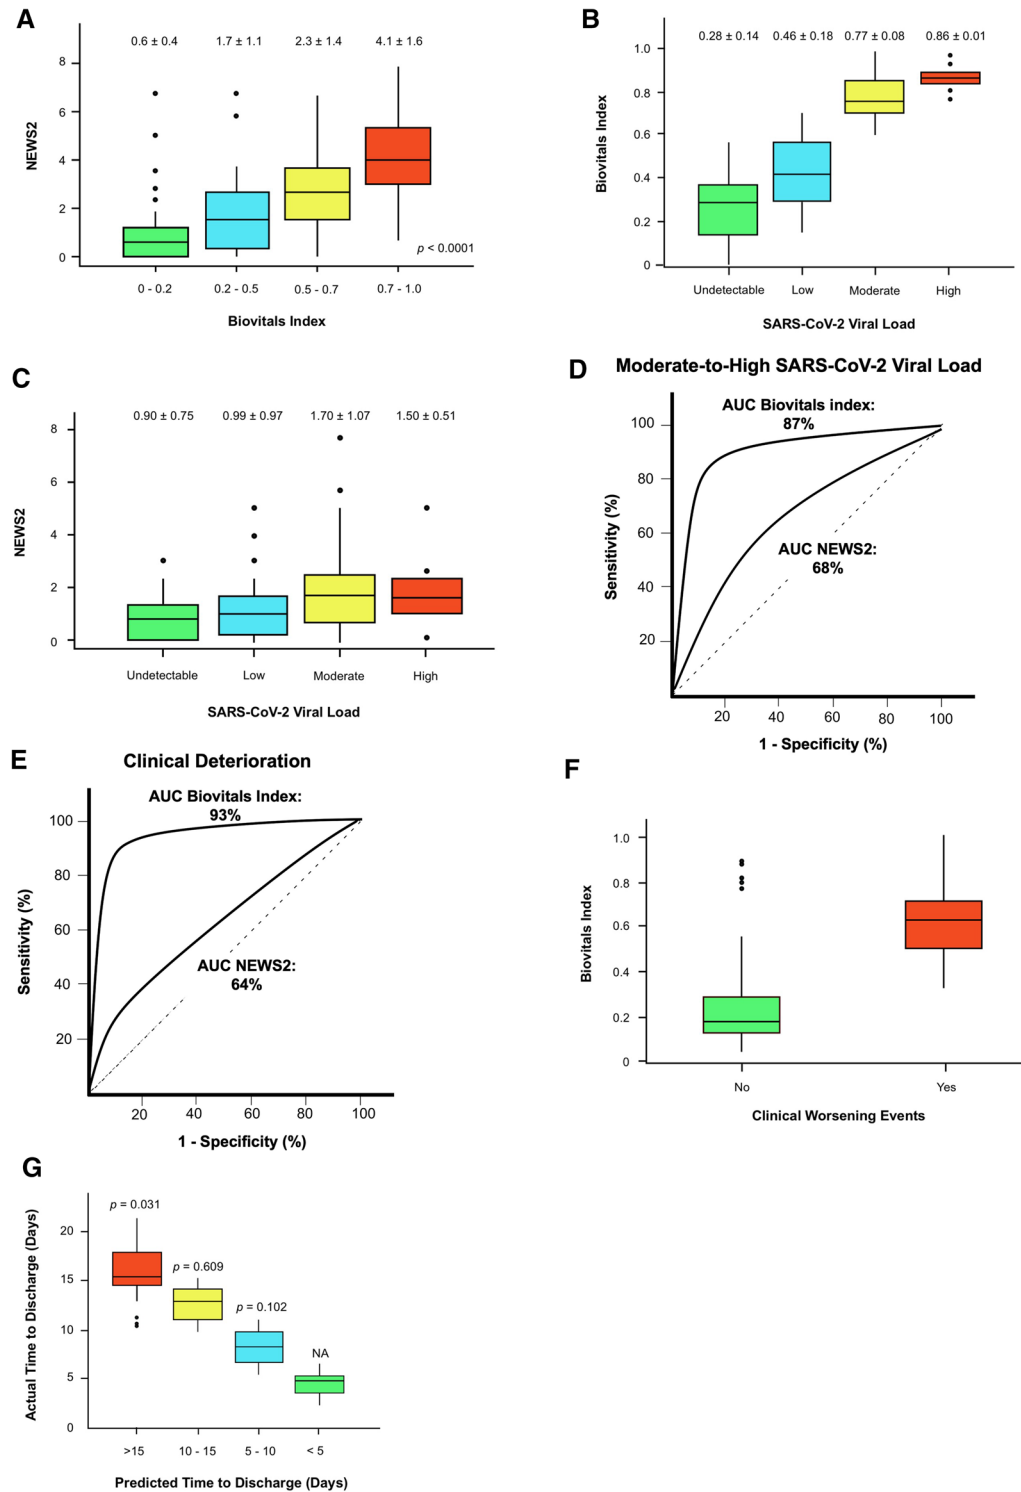 A
0.6 ± 0.4 1.7 ± 1.1 2.3 ± 1.4 4.1 ± 1.6
NEWS2
8
6
4
2
0
p < 0.0001
0 - 0.2 0.2 - 0.5 0.5 - 0.7 0.7 - 1.0
Biovitals Index
B
0.28 ± 0.14 0.46 ± 0.18 0.77 ± 0.08 0.86 ± 0.01
Biovitals Index
1.0
0.8
0.6
0.4
0.2
0
Undetectable Low Moderate High
SARS-CoV-2 Viral Load
C
0.90 ± 0.75 0.99 ± 0.97 1.70 ± 1.07 1.50 ± 0.51
NEWS2
8
6
4
2
0
Undetectable Low Moderate High
SARS-CoV-2 Viral Load
D
Moderate-to-High SARS-CoV-2 Viral Load
AUC Biovitals index:
87%
Sensitivity (%)
100
80
60
40
20
AUC NEWS2:
68%
20 40 60 80 100
1 - Specificity (%)
E
Clinical Deterioration
AUC Biovitals Index:
93%
Sensitivity (%)
100
80
60
40
20
AUC NEWS2:
64%
20 40 60 80 100
1 - Specificity (%)
F
Biovitals Index
1.0
0.8
0.6
0.4
0.2
0
No Yes
Clinical Worsening Events
G
p = 0.031
p = 0.609
p = 0.102
NA
Actual Time to Discharge (Days)
20
15
10
5
0
>15 10 - 15 5 - 10 < 5
Predicted Time to Discharge (Days)